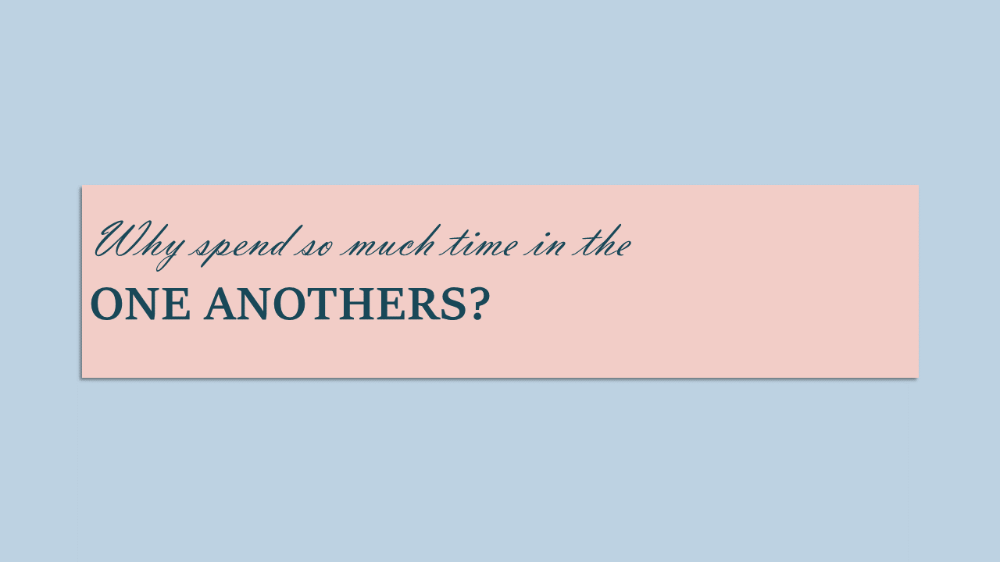 Why spend so much time in the
ONE ANOTHERS?